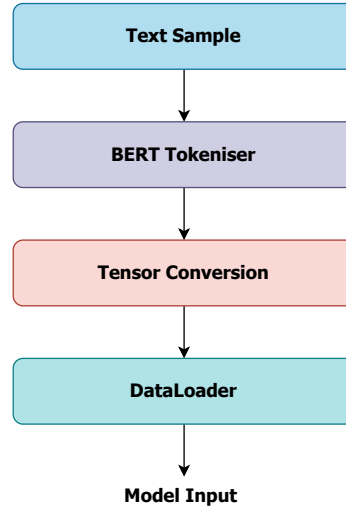 Text Sample
BERT Tokeniser
Tensor Conversion
DataLoader
Model Input